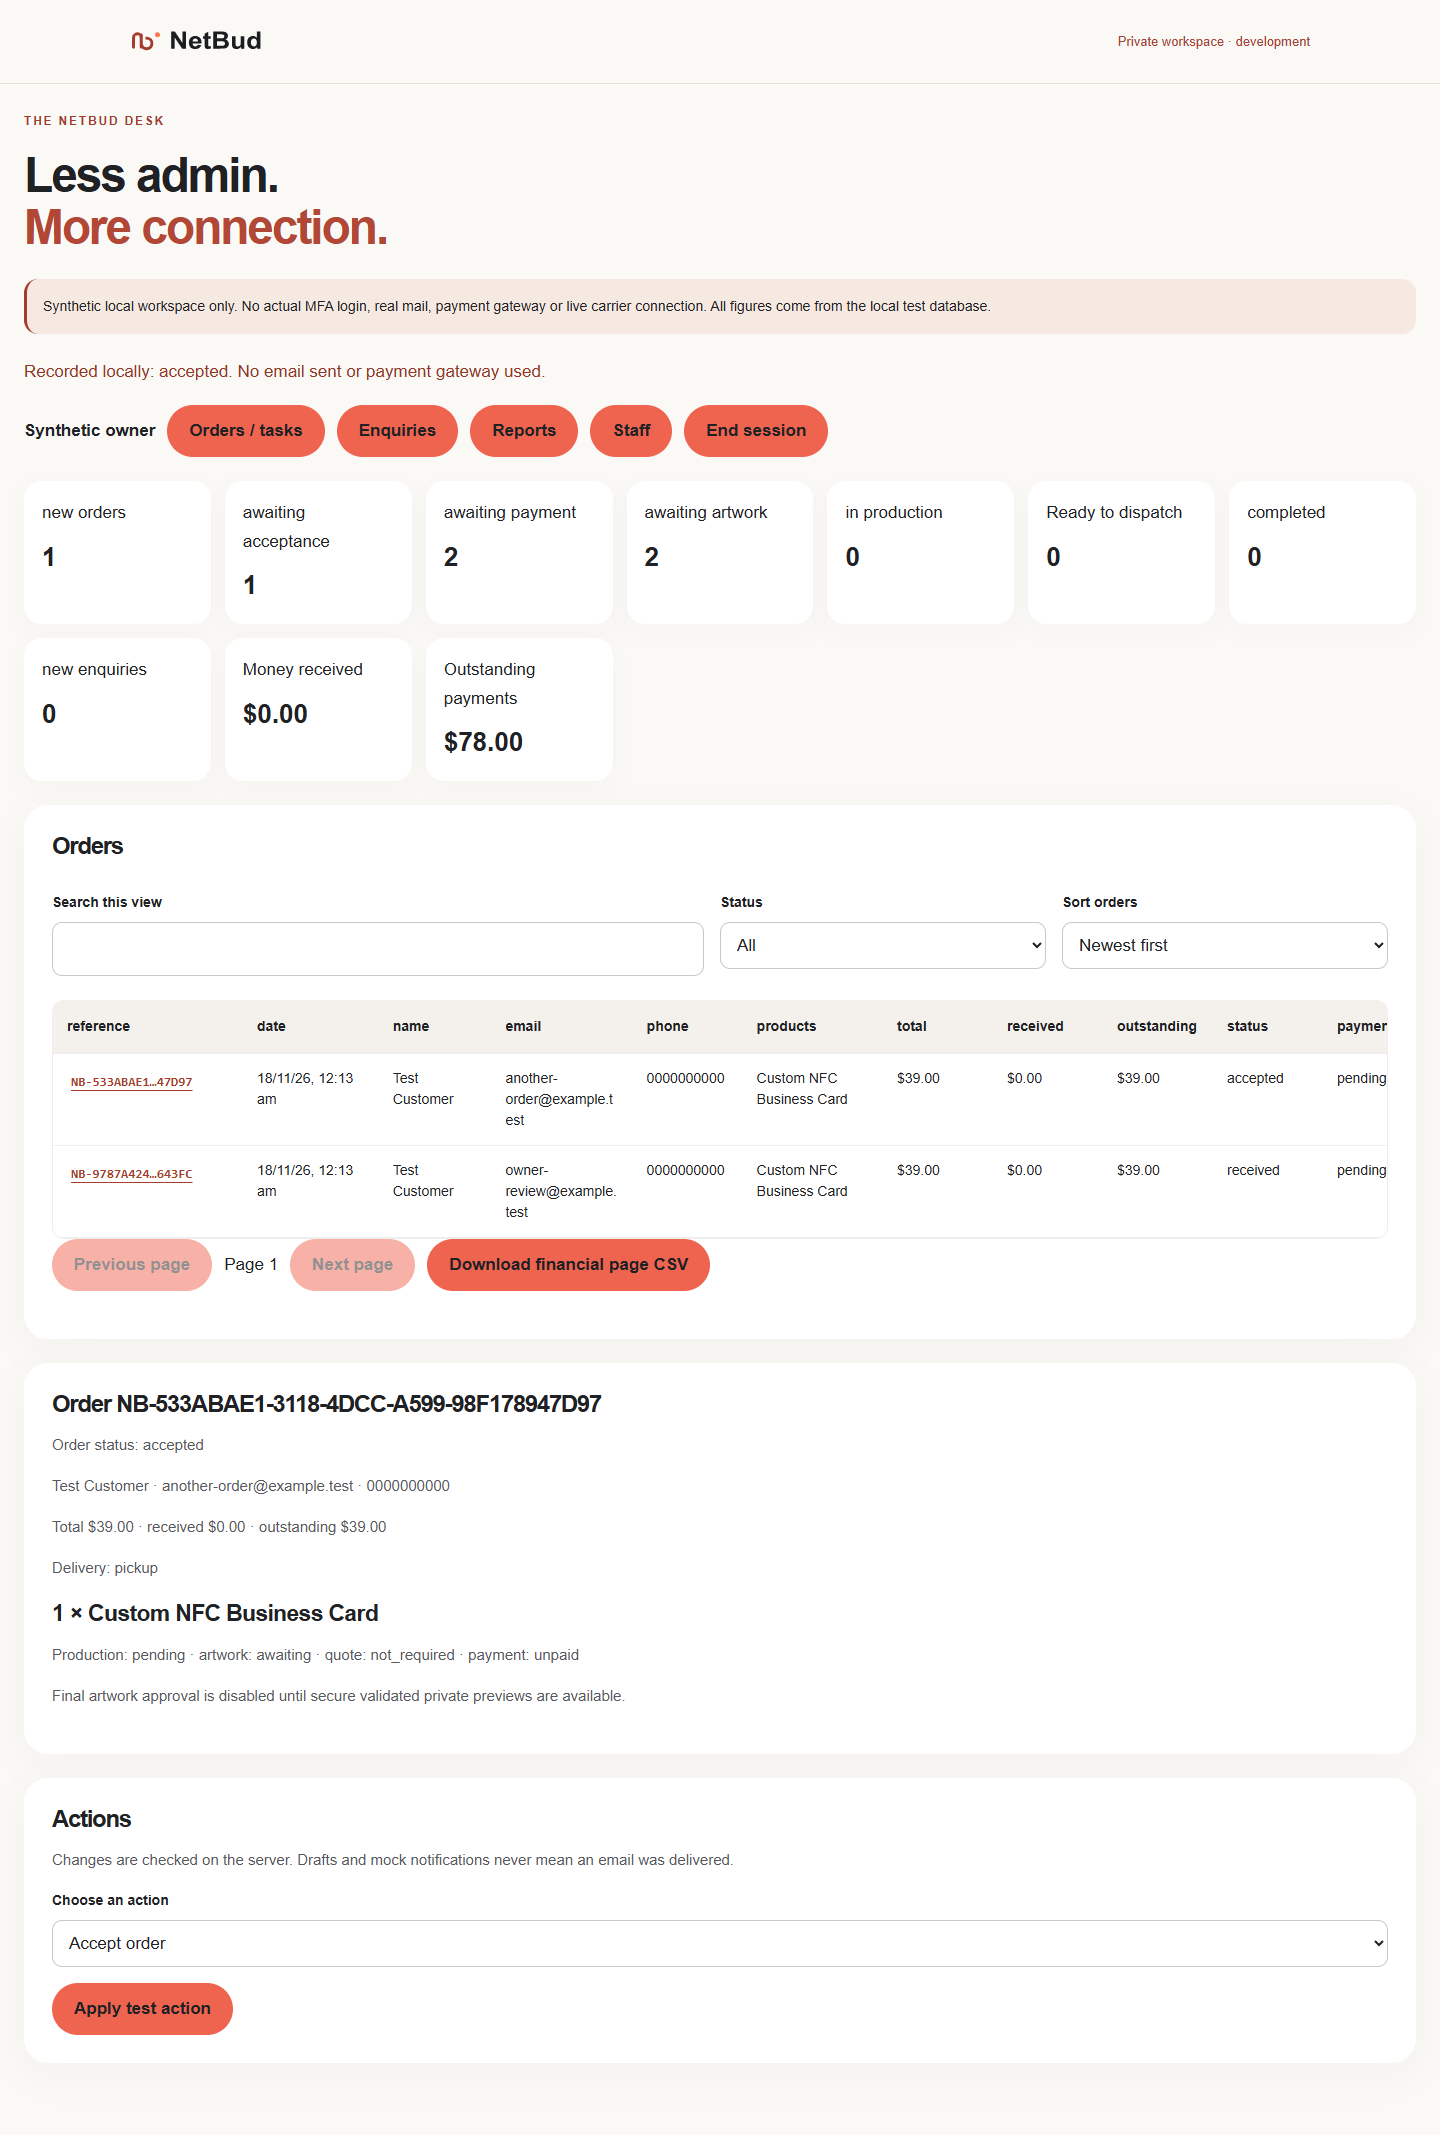 NetBud
Private workspace · development
THE NETBUD DESK
Less admin.
More connection.
Synthetic local workspace only. No actual MFA login, real mail, payment gateway or live carrier connection. All figures come from the local test database.
Recorded locally: accepted. No email sent or payment gateway used.
Synthetic owner
Orders / tasks
Enquiries
Reports
Staff
End session
new orders
1
awaiting
acceptance
1
awaiting payment
2
awaiting artwork
2
in production
0
Ready to dispatch
0
completed
0
new enquiries
0
Money received
$0.00
Outstanding
payments
$78.00
Orders
Search this view
Status
Sort orders
All
Newest first
reference date name email phone products total received outstanding status paymen
NB-533ABAE1…47D97 18/11/26, 12:13 Test another- 0000000000 Custom NFC $39.00 $0.00 $39.00 accepted pending
am Customer order@example.t Business Card
est
NB-9787A424…643FC 18/11/26, 12:13 Test owner- 0000000000 Custom NFC $39.00 $0.00 $39.00 received pending
am Customer review@example. Business Card
test
Previous page
Page 1
Next page
Download financial page CSV
Order NB-533ABAE1-3118-4DCC-A599-98F178947D97
Order status: accepted
Test Customer · another-order@example.test · 0000000000
Total $39.00 · received $0.00 · outstanding $39.00
Delivery: pickup
1 × Custom NFC Business Card
Production: pending · artwork: awaiting · quote: not_required · payment: unpaid
Final artwork approval is disabled until secure validated private previews are available.
Actions
Changes are checked on the server. Drafts and mock notifications never mean an email was delivered.
Choose an action
Accept order
Apply test action